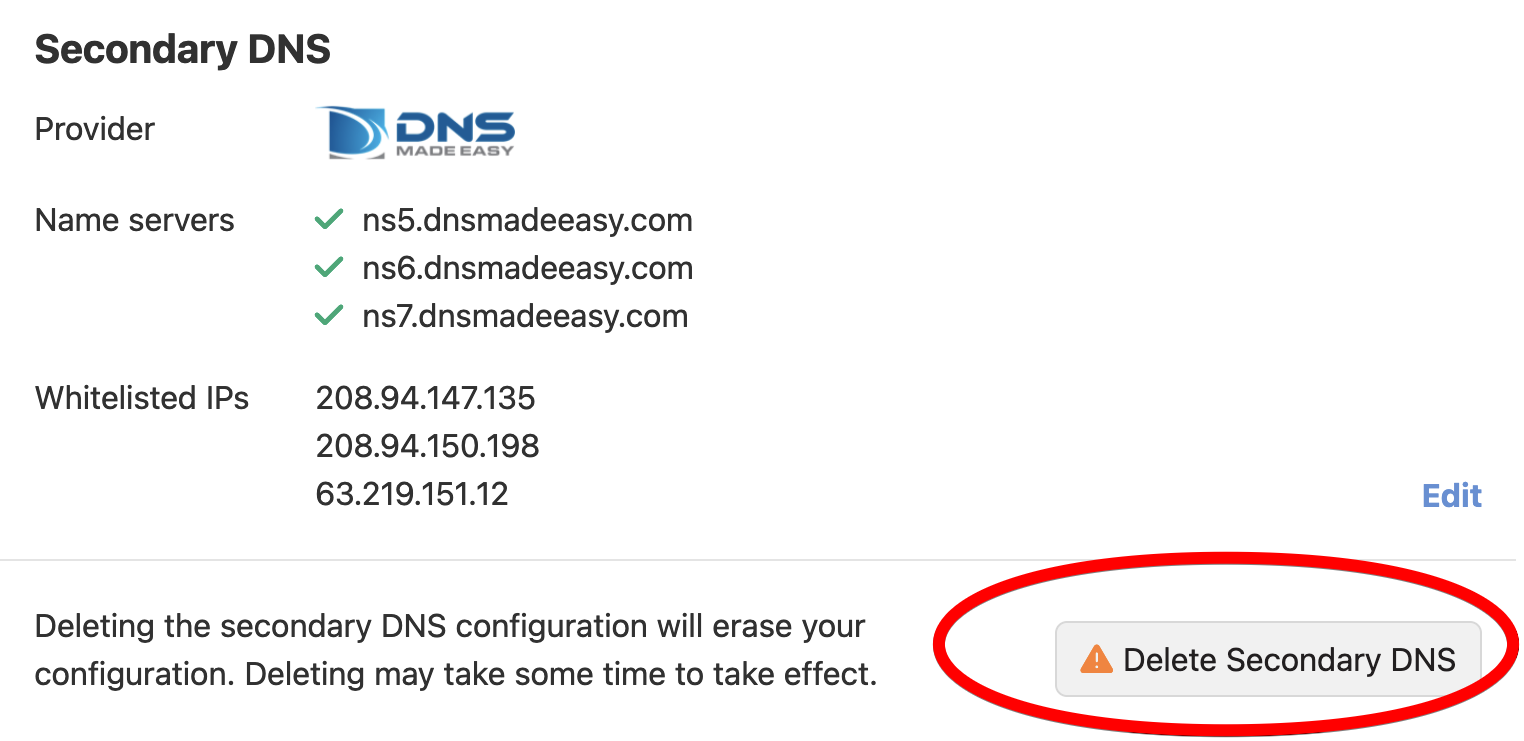 Secondary DNS
Provider
DNS
MADE EASY
Name servers
ns5.dnsmadeeasy.com
ns6.dnsmadeeasy.com
ns7.dnsmadeeasy.com
Whitelisted IPs
208.94.147.135
208.94.150.198
63.219.151.12
Edit
Deleting the secondary DNS configuration will erase your
configuration. Deleting may take some time to take effect.
Delete Secondary DNS